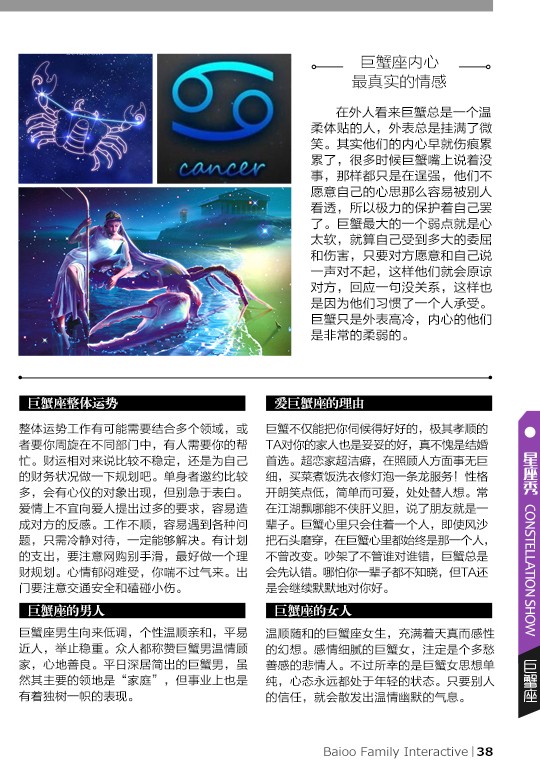 cancer
巨蟹座内心
最真实的情感
在外人看来巨蟹总是一个温
柔体贴的人，外表总是挂满了微
笑。其实他们的内心早就伤痕累
累了，很多时候巨蟹嘴上说着没
事，那样都只是在逞强，他们不
愿意自己的心思那么容易被别人
看透，所以极力的保护着自己罢
了。巨蟹最大的一个弱点就是心
太软，就算自己受到多大的委屈
和伤害，只要对方愿意和自己说
一声对不起，这样他们就会原谅
对方，回应一句没关系，这样也
是因为他们习惯了一个人承受。
巨蟹只是外表高冷，内心的他们
是非常的柔弱的。
巨蟹座整体运势
整体运势工作有可能需要结合多个领域，或
者要你周旋在不同部门中，有人需要你的帮
忙。财运相对来说比较不稳定，还是为自己
的财务状况做一下规划吧。单身者邀约比较
多，会有心仪的对象出现，但别急于表白。
爱情上不宜向爱人提出过多的要求，容易造
成对方的反感。工作不顺，容易遇到各种问
题，只需冷静对待，一定能够解决。有计划
的支出，要注意网购别手滑，最好做一个理
财规划。心情郁闷难受，你喘不过气来。出
门要注意交通安全和磕碰小伤。
爱巨蟹座的理由
巨蟹不仅能把你伺候得好好的，极其孝顺的
TA对你的家人也是妥妥的好，真不愧是结婚
首选。超恋家超洁癖，在照顾人方面事无巨
细，买菜煮饭洗衣修灯泡一条龙服务！性格
开朗笑点低，简单而可爱，处处替人想。常
在江湖飘哪能不侠肝义胆，说了朋友就是一
辈子。巨蟹心里只会住着一个人，即使风沙
把石头磨穿，在巨蟹心里都始终是那一个人，
不曾改变。吵架了不管谁对谁错，巨蟹总是
会先认错。哪怕你一辈子都不知晓，但TA还
是会继续默默地对你好。
巨蟹座的男人
巨蟹座男生向来低调，个性温顺亲和，平易
近人，举止稳重。众人都称赞巨蟹男温情顾
家，心地善良。平日深居简出的巨蟹男，虽
然其主要的领地是“家庭”，但事业上也是
有着独树一帜的表现。
巨蟹座的女人
温顺随和的巨蟹座女生，充满着天真而感性
的幻想。感情细腻的巨蟹女，注定是个多愁
善感的悲情人。不过所幸的是巨蟹女思想单
纯，心态永远都处于年轻的状态。只要别人
的信任，就会散发出温情幽默的气息。
星座秀 CONSTELLATION SHOW
巨蟹座
Baioo Family Interactive | 38